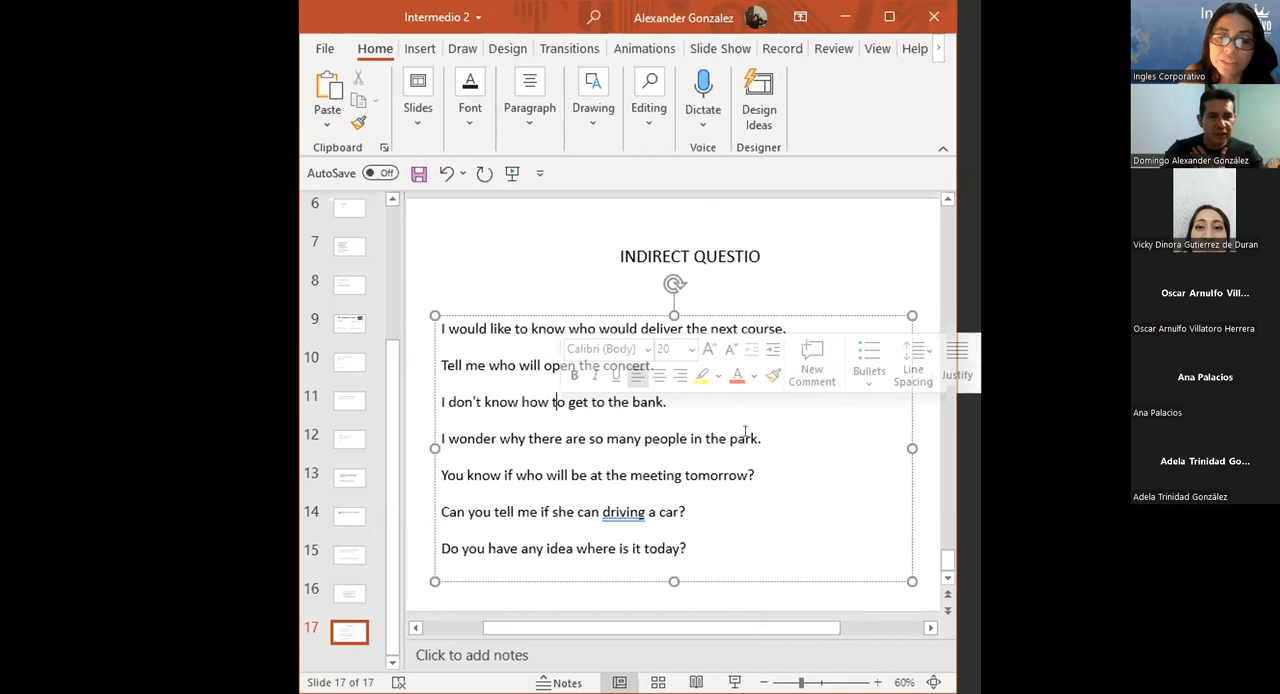 Intermedio 2
Alexander Gonzalez
File Home Insert Draw Design Transitions Animations Slide Show Record Review View Help
Paste
Slides
Font
Paragraph
Drawing
Editing
Dictate
Design
Ideas
Clipboard
Voice
Designer
AutoSave Off
6
7
8
9
10
11
12
13
14
15
16
17
INDIRECT QUESTIO
I would like to know who would deliver the next course.
Tell me who will open the concert.
I don't know how to get to the bank.
I wonder why there are so many people in the park.
You know if who will be at the meeting tomorrow?
Can you tell me if she can driving a car?
Do you have any idea where is it today?
Calibri (Body) 20
B I U
New
Comment
Bullets
Line
Spacing
Justify
Click to add notes
Slide 17 of 17
Notes
60%
Ingles Corporativo
Domingo Alexander González
Vicky Dinora Gutierrez de Duran
Oscar Arnulfo Vill...
Oscar Arnulfo Villatoro Herrera
Ana Palacios
Ana Palacios
Adela Trinidad Go...
Adela Trinidad González